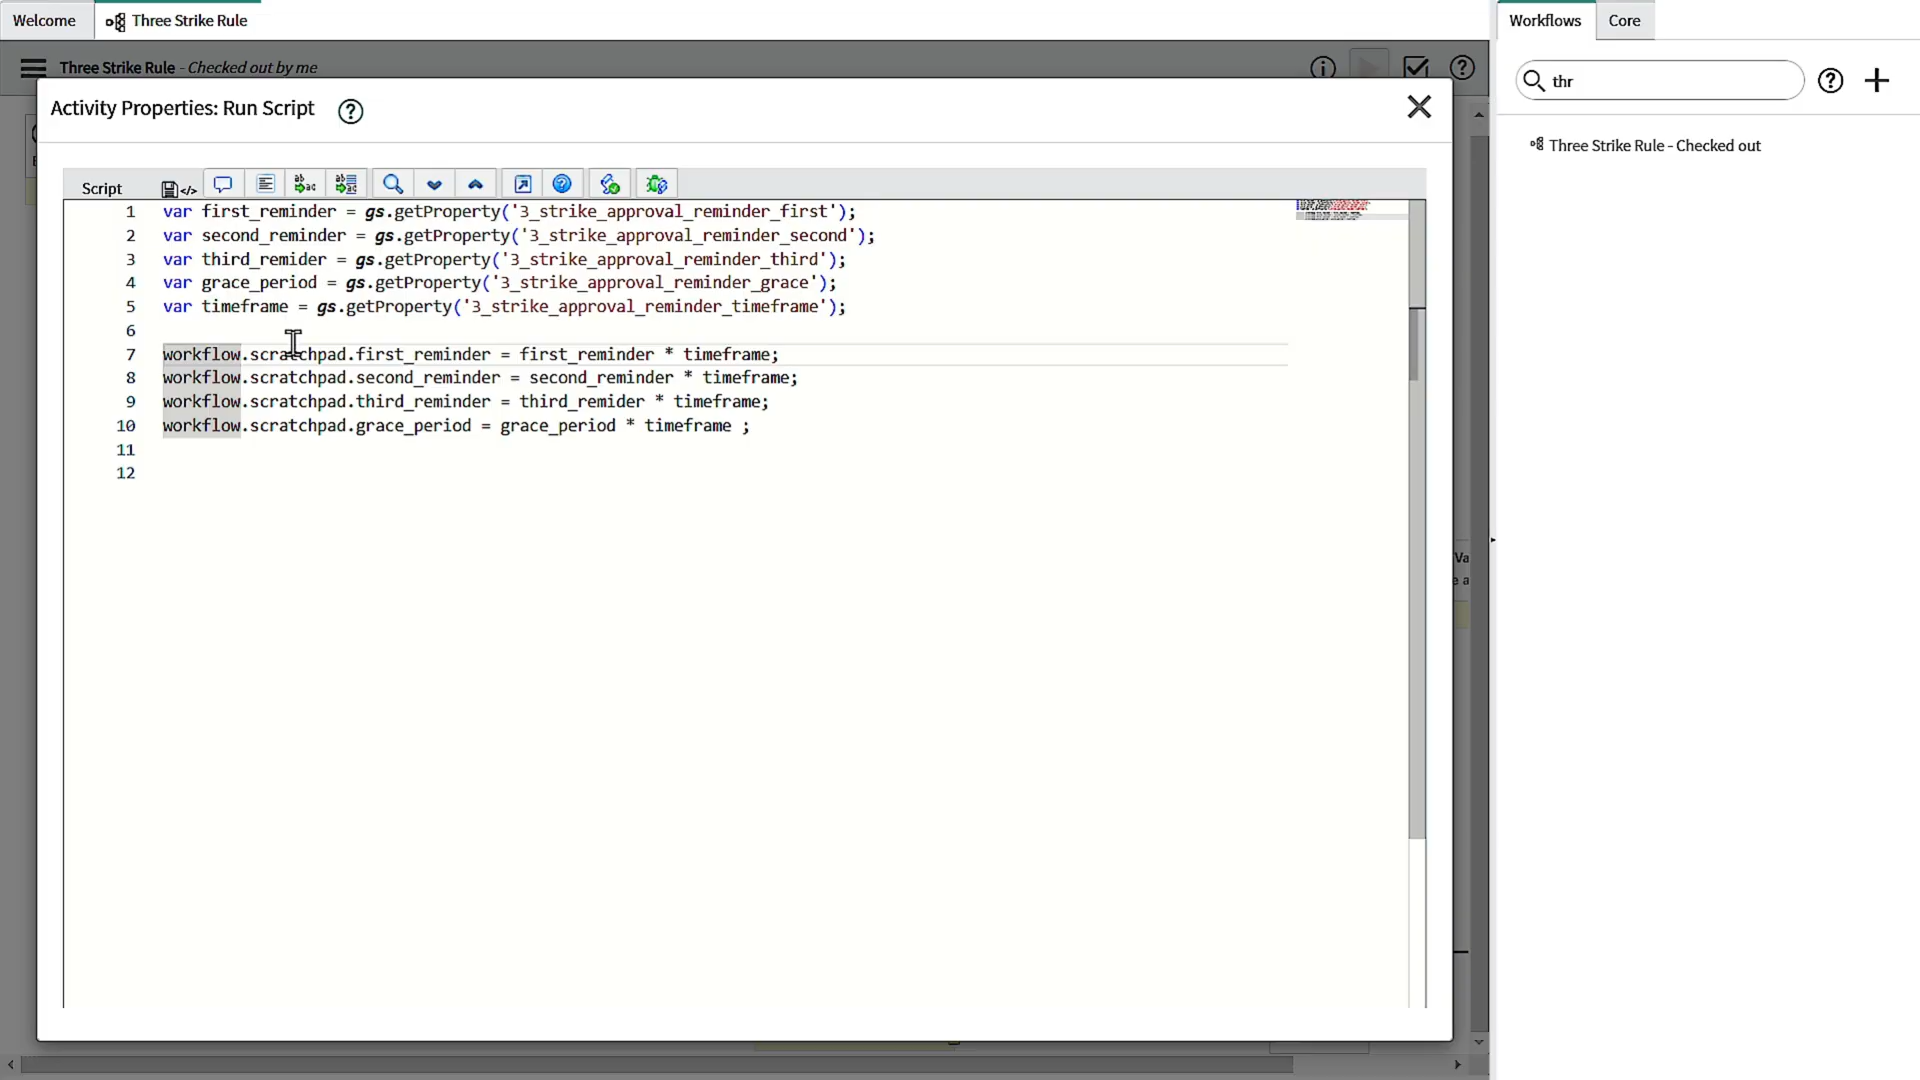 Welcome
Three Strike Rule
Workflows
Core
Three Strike Rule - Checked out by me
thr
Activity Properties: Run Script
Three Strike Rule - Checked out
Script
1 var first_reminder = gs.getProperty('3_strike_approval_reminder_first');
2 var second_reminder = gs.getProperty('3_strike_approval_reminder_second');
3 var third_remider = gs.getProperty('3_strike_approval_reminder_third');
4 var grace_period = gs.getProperty('3_strike_approval_reminder_grace');
5 var timeframe = gs.getProperty('3_strike_approval_reminder_timeframe');
6
7 workflow.scratchpad.first_reminder = first_reminder * timeframe;
8 workflow.scratchpad.second_reminder = second_reminder * timeframe;
9 workflow.scratchpad.third_reminder = third_remider * timeframe;
10 workflow.scratchpad.grace_period = grace_period * timeframe ;
11
12
Va
e a